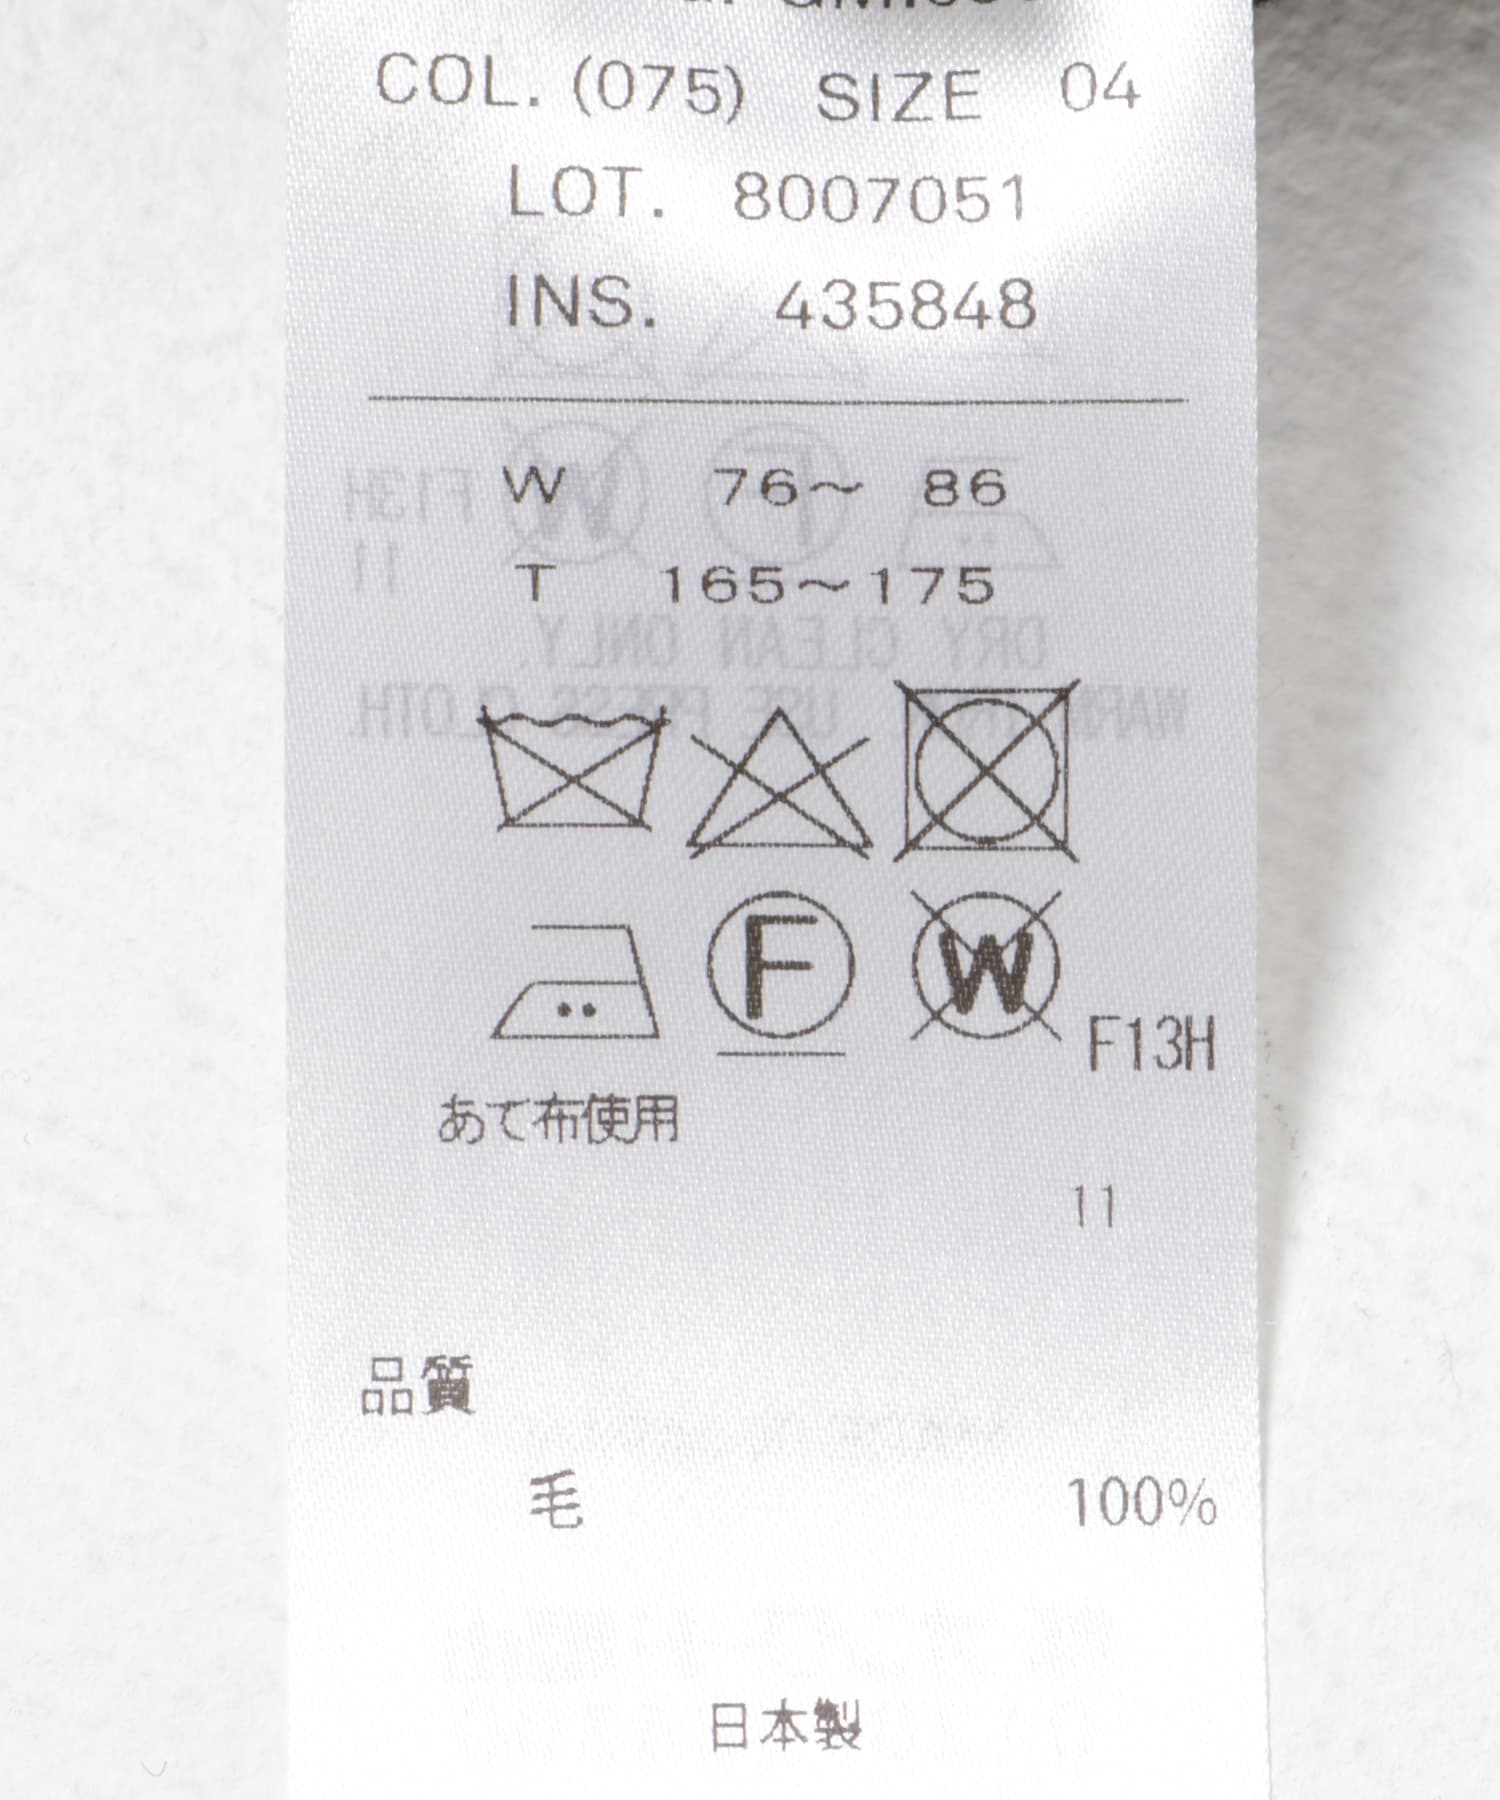 COL. (075) SIZE 04
LOT. 8007051
INS. 435848
W 76～ 86
T 165～175
F W F13H
あて布使用
11
品質
毛 100%
日本製